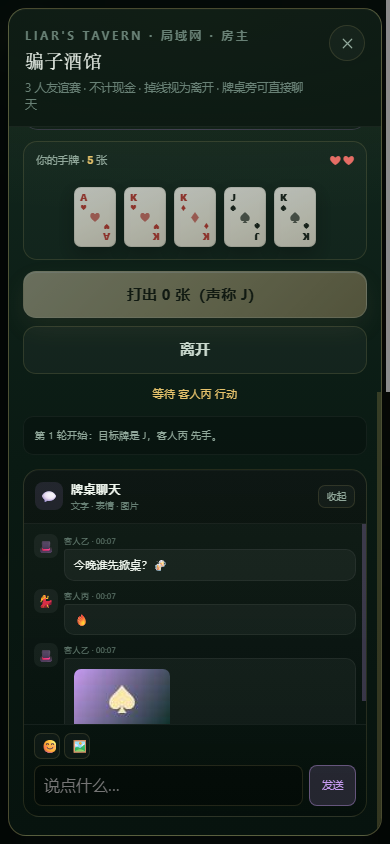 LIAR'S TAVERN · 局域网 · 房主
骗子酒馆
3 人友谊赛 · 不计现金 · 掉线视为离开 · 牌桌旁可直接聊
天
你的手牌 · 5 张
A K K J K
A K K J K
打出 0 张（声称 J）
离开
等待 客人丙 行动
第 1 轮开始：目标牌是 J，客人丙 先手。
牌桌聊天
文字 · 表情 · 图片
收起
客人乙 · 00:07
今晚谁先掀桌？
客人丙 · 00:07
客人乙 · 00:07
说点什么...
发送